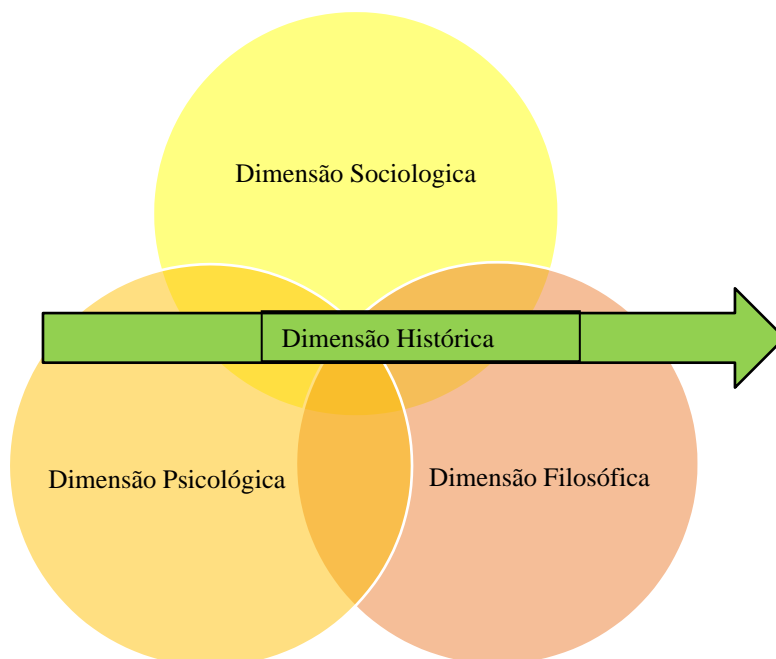 Dimensão Sociologica
Dimensão Histórica
Dimensão Psicológica
Dimensão Filosófica